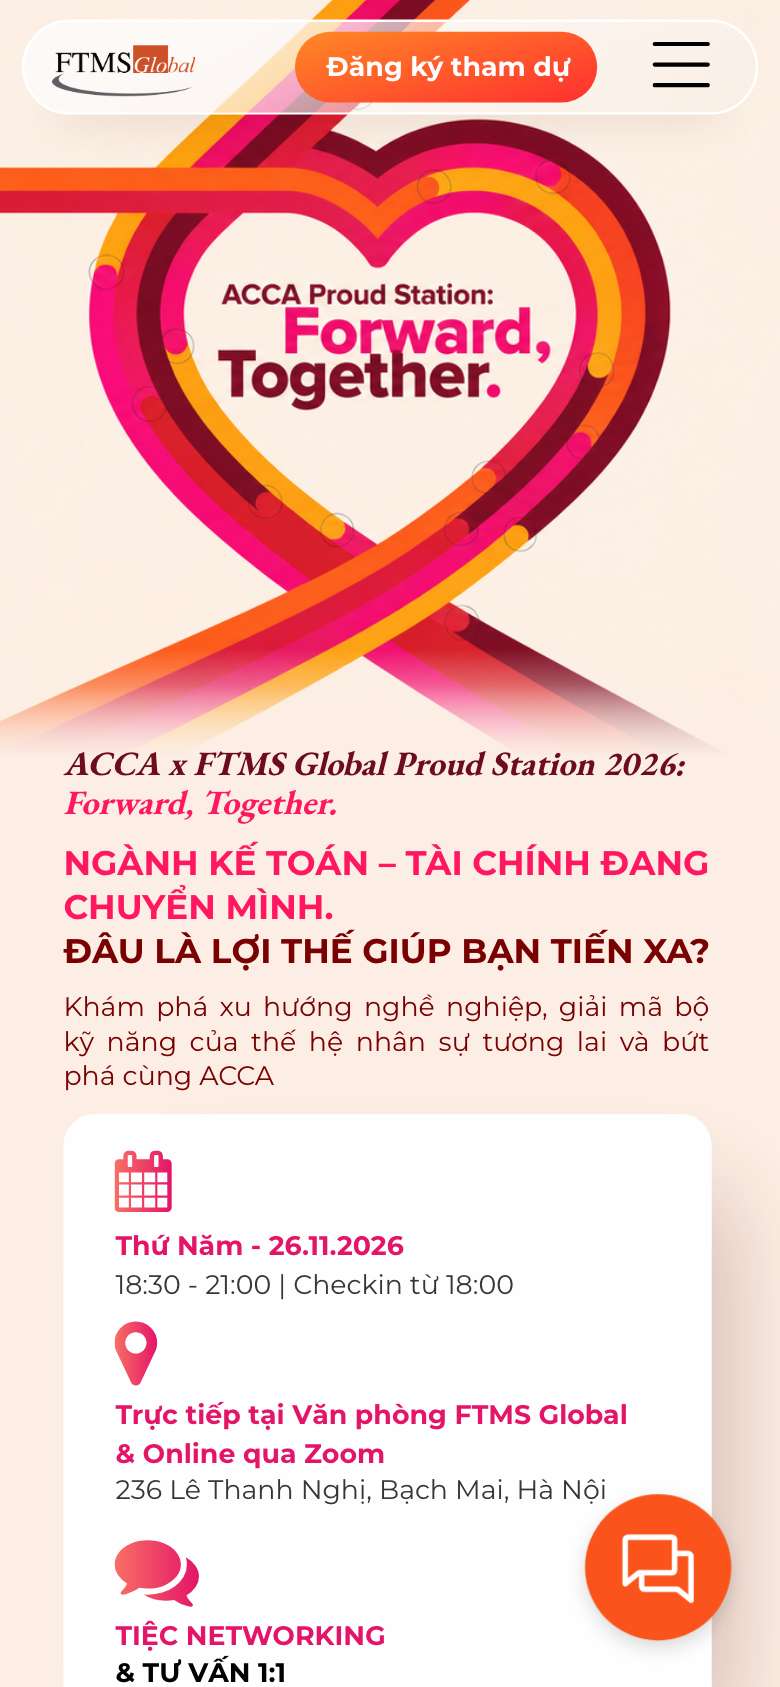 FTMS Global
Đăng ký tham dự
ACCA Proud Station:
Forward,
Together.
ACCA x FTMS Global Proud Station 2026:
Forward, Together.
NGÀNH KẾ TOÁN – TÀI CHÍNH ĐANG
CHUYỂN MÌNH.
ĐÂU LÀ LỢI THẾ GIÚP BẠN TIẾN XA?
Khám phá xu hướng nghề nghiệp, giải mã bộ
kỹ năng của thế hệ nhân sự tương lai và bứt
phá cùng ACCA
Thứ Năm - 26.11.2026
18:30 - 21:00 | Checkin từ 18:00
Trực tiếp tại Văn phòng FTMS Global
& Online qua Zoom
236 Lê Thanh Nghị, Bạch Mai, Hà Nội
TIỆC NETWORKING
& TƯ VẤN 1:1